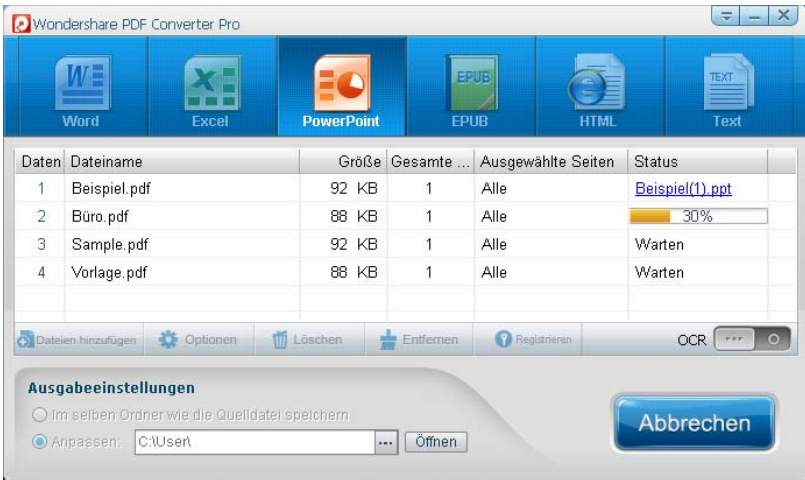 Wondershare PDF Converter Pro
Word Excel PowerPoint EPUB HTML Text
Daten Dateiname Größe Gesamte ... Ausgewählte Seiten Status
1 Beispiel.pdf 92 KB 1 Alle Beispiel(1).ppt
2 Büro.pdf 88 KB 1 Alle 30%
3 Sample.pdf 92 KB 1 Alle Warten
4 Vorlage.pdf 88 KB 1 Alle Warten
Dateien hinzufügen Optionen Löschen Entfernen Registrieren OCR
Ausgabeeinstellungen
Im selben Ordner wie die Quelldatei speichern
Anpassen: C:\User\ ... Öffnen
Abbrechen